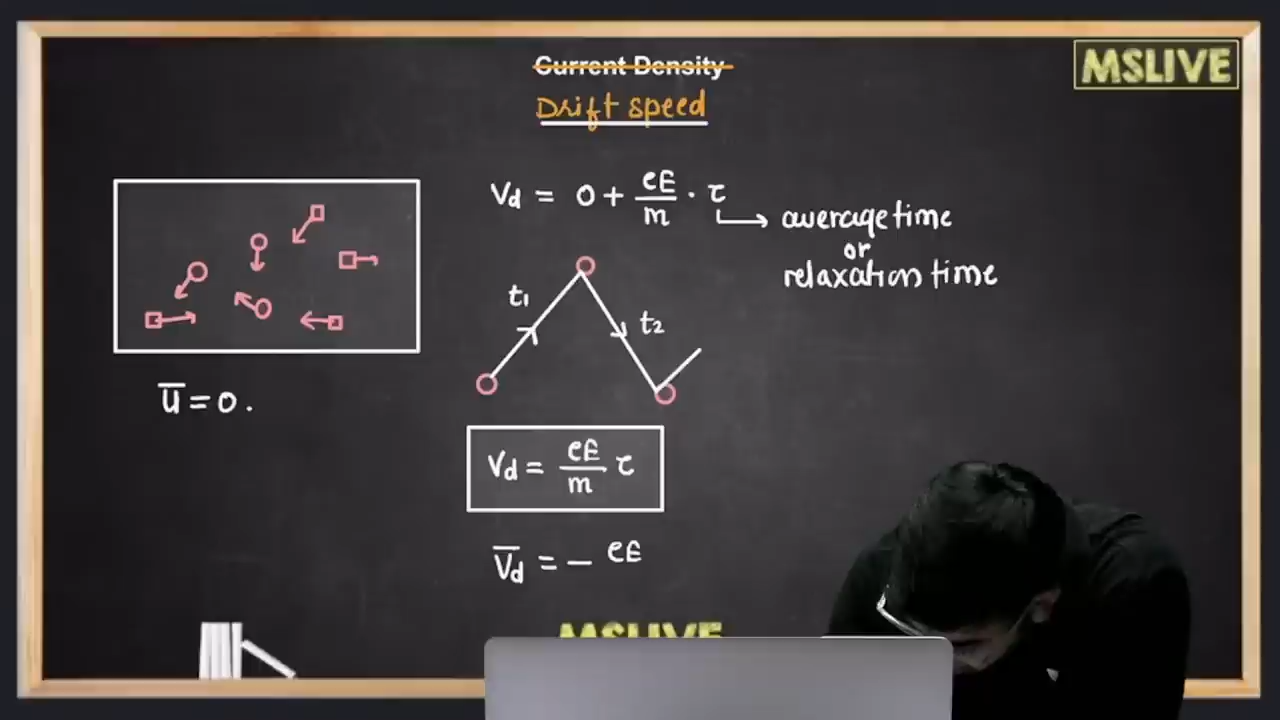 Current Density
MSLIVE
Drift speed
Vd = 0 + eE/m · τ
average time
or
relaxation time
t1
t2
u̅ = 0.
Vd = eE/m τ
V̅d = − eE
MSLIVE